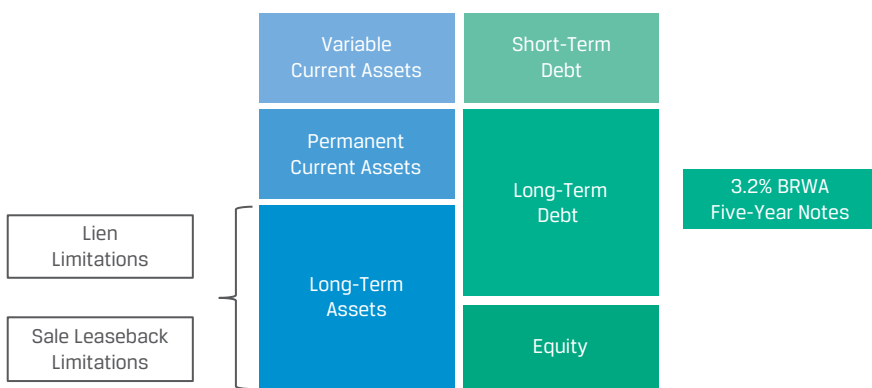 Variable
Current Assets
Short-Term
Debt
Permanent
Current Assets
Long-Term
Debt
3.2% BRWA
Five-Year Notes
Lien
Limitations
Long-Term
Assets
Sale Leaseback
Limitations
Equity